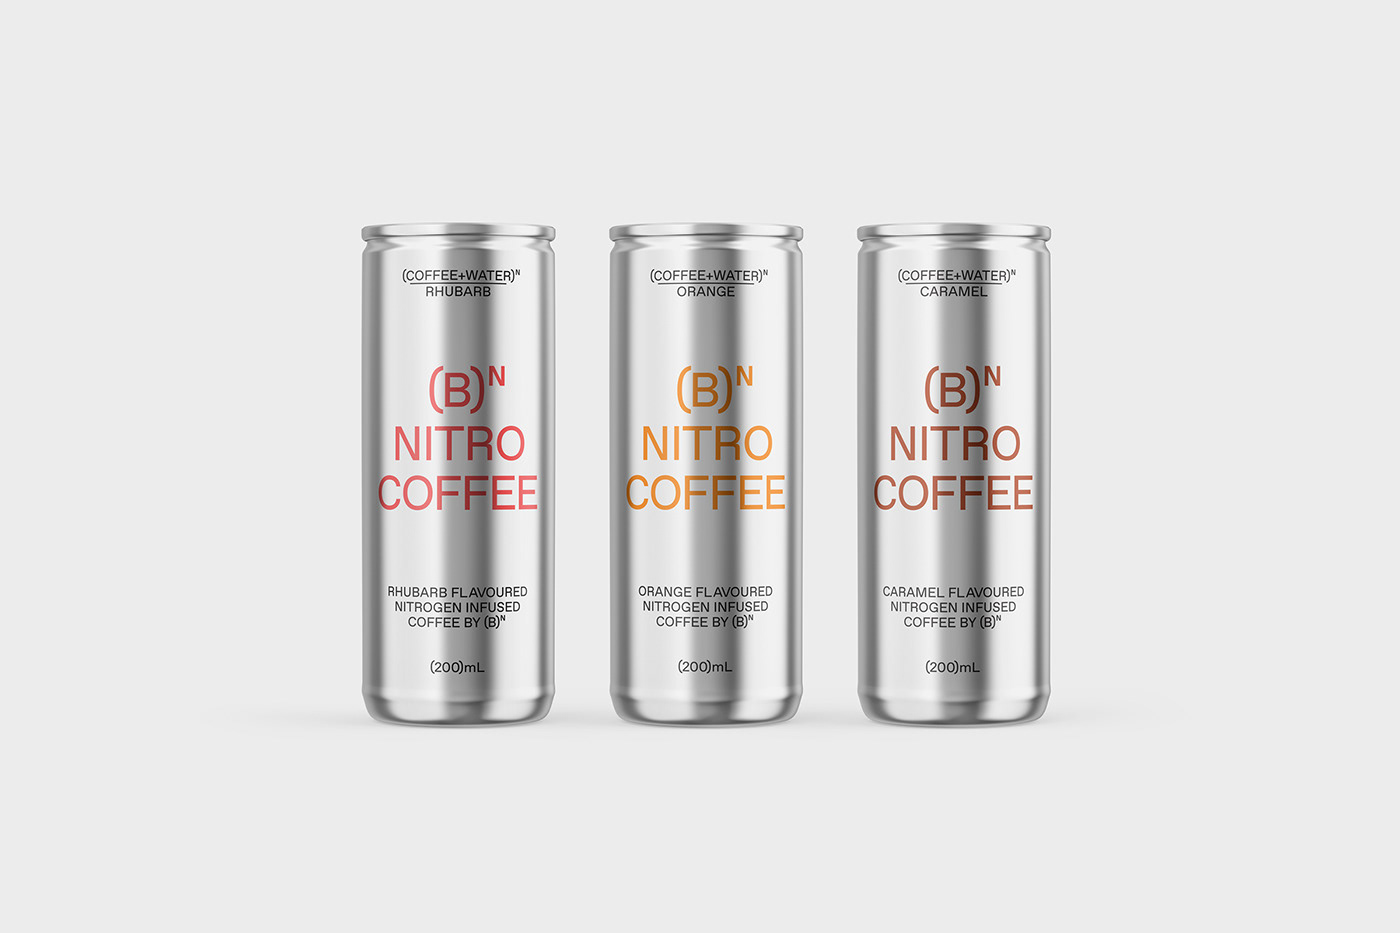 (COFFEE+WATER)ᴺ
RHUBARB
(B)ᴺ
NITRO
COFFEE
RHUBARB FLAVOURED
NITROGEN INFUSED
COFFEE BY (B)ᴺ
(200)mL
(COFFEE+WATER)ᴺ
ORANGE
(B)ᴺ
NITRO
COFFEE
ORANGE FLAVOURED
NITROGEN INFUSED
COFFEE BY (B)ᴺ
(200)mL
(COFFEE+WATER)ᴺ
CARAMEL
(B)ᴺ
NITRO
COFFEE
CARAMEL FLAVOURED
NITROGEN INFUSED
COFFEE BY (B)ᴺ
(200)mL